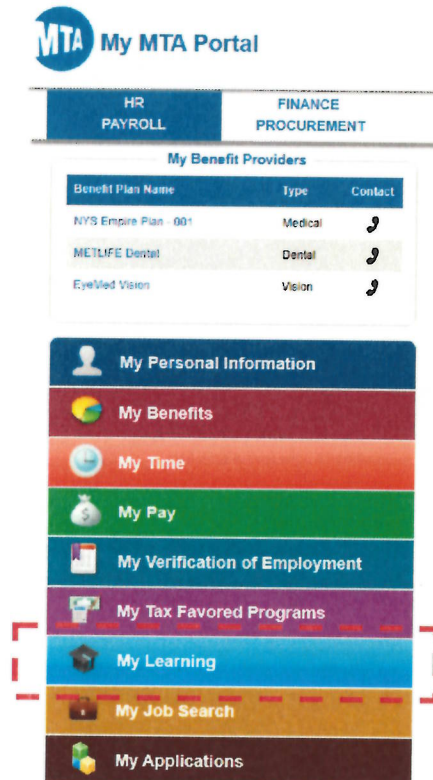 MTA My MTA Portal
HR
PAYROLL
FINANCE
PROCUREMENT
My Benefit Providers
Benefit Plan Name Type Contact
NYS Empire Plan - 001 Medical
METLIFE Dental Dental
EyeMed Vision Vision
My Personal Information
My Benefits
My Time
My Pay
My Verification of Employment
My Tax Favored Programs
My Learning
My Job Search
My Applications